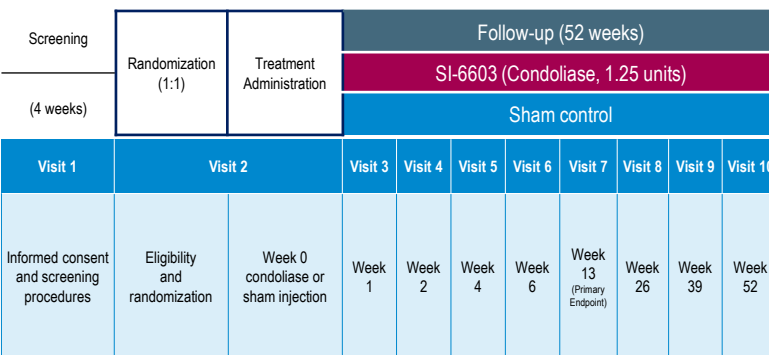 Screening
(4 weeks)
Randomization
(1:1)
Treatment
Administration
Follow-up (52 weeks)
SI-6603 (Condoliase, 1.25 units)
Sham control
Visit 1
Visit 2
Visit 3
Visit 4
Visit 5
Visit 6
Visit 7
Visit 8
Visit 9
Visit 10
Informed consent
and screening
procedures
Eligibility
and
randomization
Week 0
condoliase or
sham injection
Week
1
Week
2
Week
4
Week
6
Week
13
(Primary
Endpoint)
Week
26
Week
39
Week
52